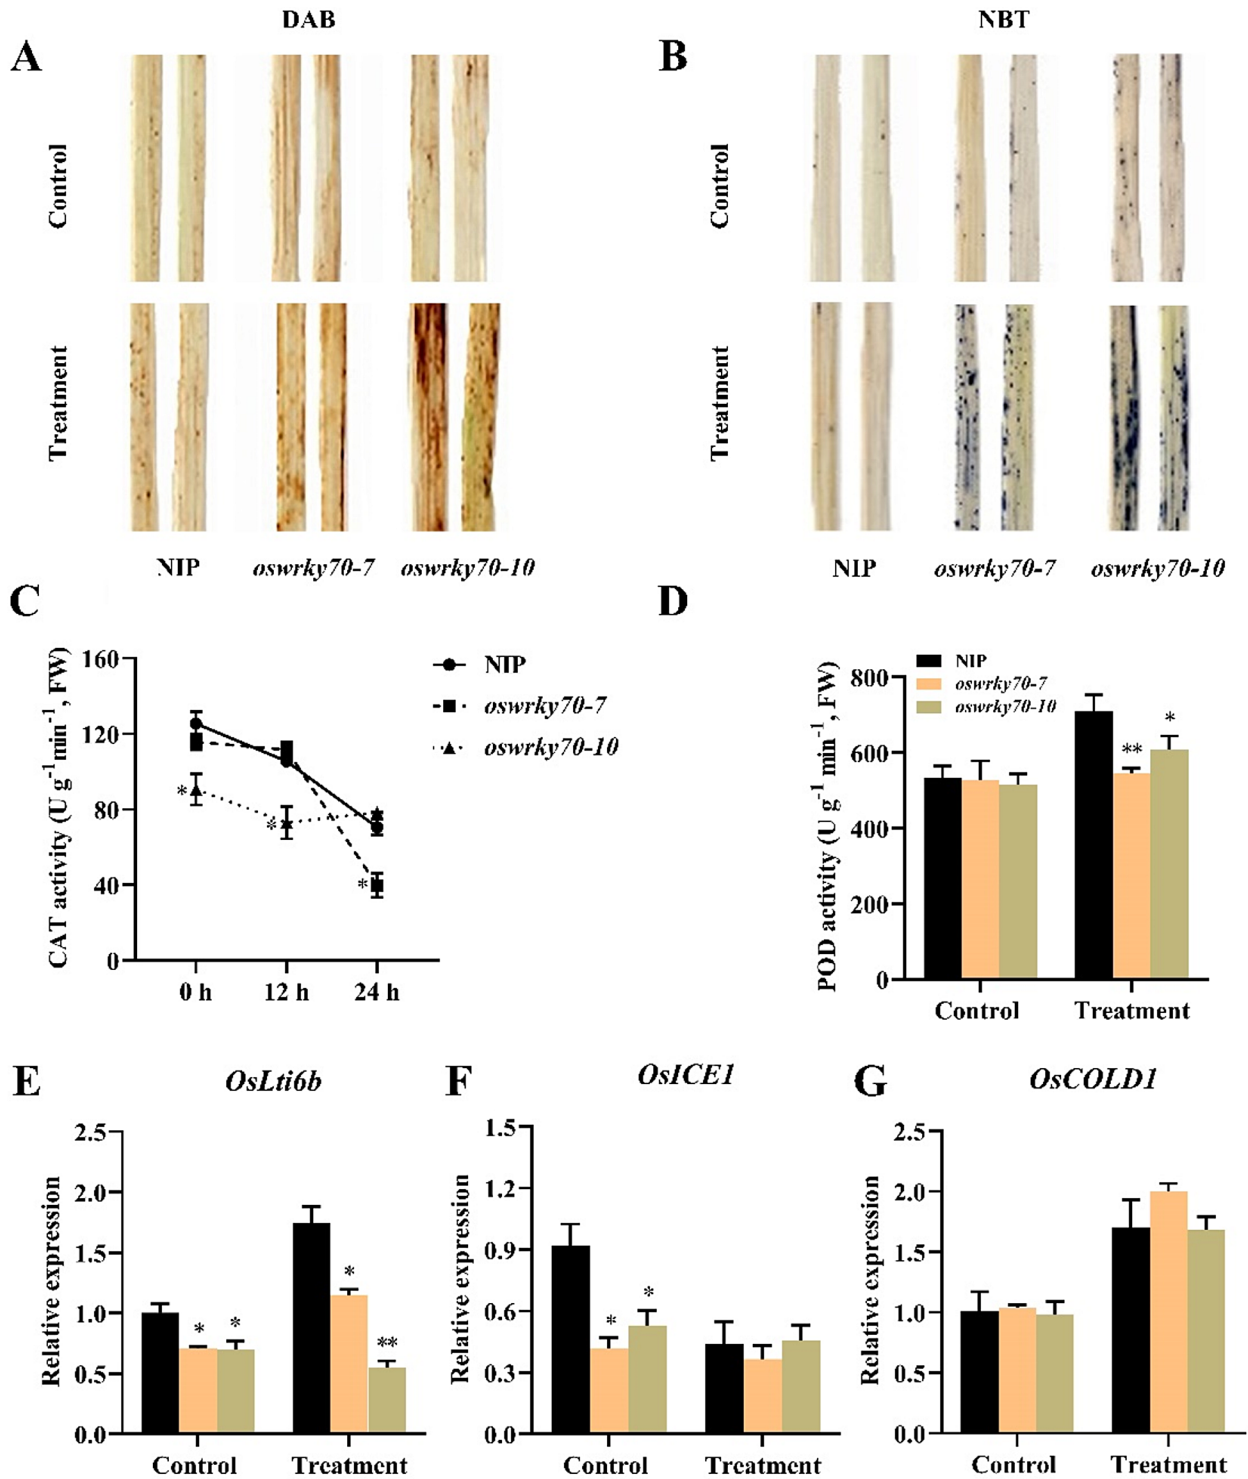 DAB
NBT
A
B
Control
Treatment
Control
Treatment
NIP oswrky70-7 oswrky70-10
NIP oswrky70-7 oswrky70-10
C
CAT activity (U g⁻¹ min⁻¹, FW)
160
120
80
40
0
0 h 12 h 24 h
NIP
oswrky70-7
oswrky70-10
*
*
*
D
POD activity (U g⁻¹ min⁻¹, FW)
800
600
400
200
0
NIP
oswrky70-7
oswrky70-10
**
*
Control Treatment
E
OsLti6b
Relative expression
2.5
2.0
1.5
1.0
0.5
0.0
* *
*
**
Control Treatment
F
OsICE1
Relative expression
1.5
1.2
0.9
0.6
0.3
0.0
*
*
Control Treatment
G
OsCOLD1
Relative expression
2.5
2.0
1.5
1.0
0.5
0.0
Control Treatment